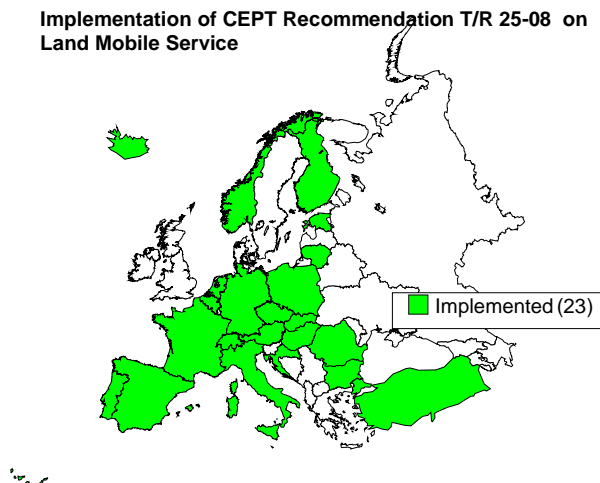 Implementation of CEPT Recommendation T/R 25-08 on
Land Mobile Service
Implemented (23)